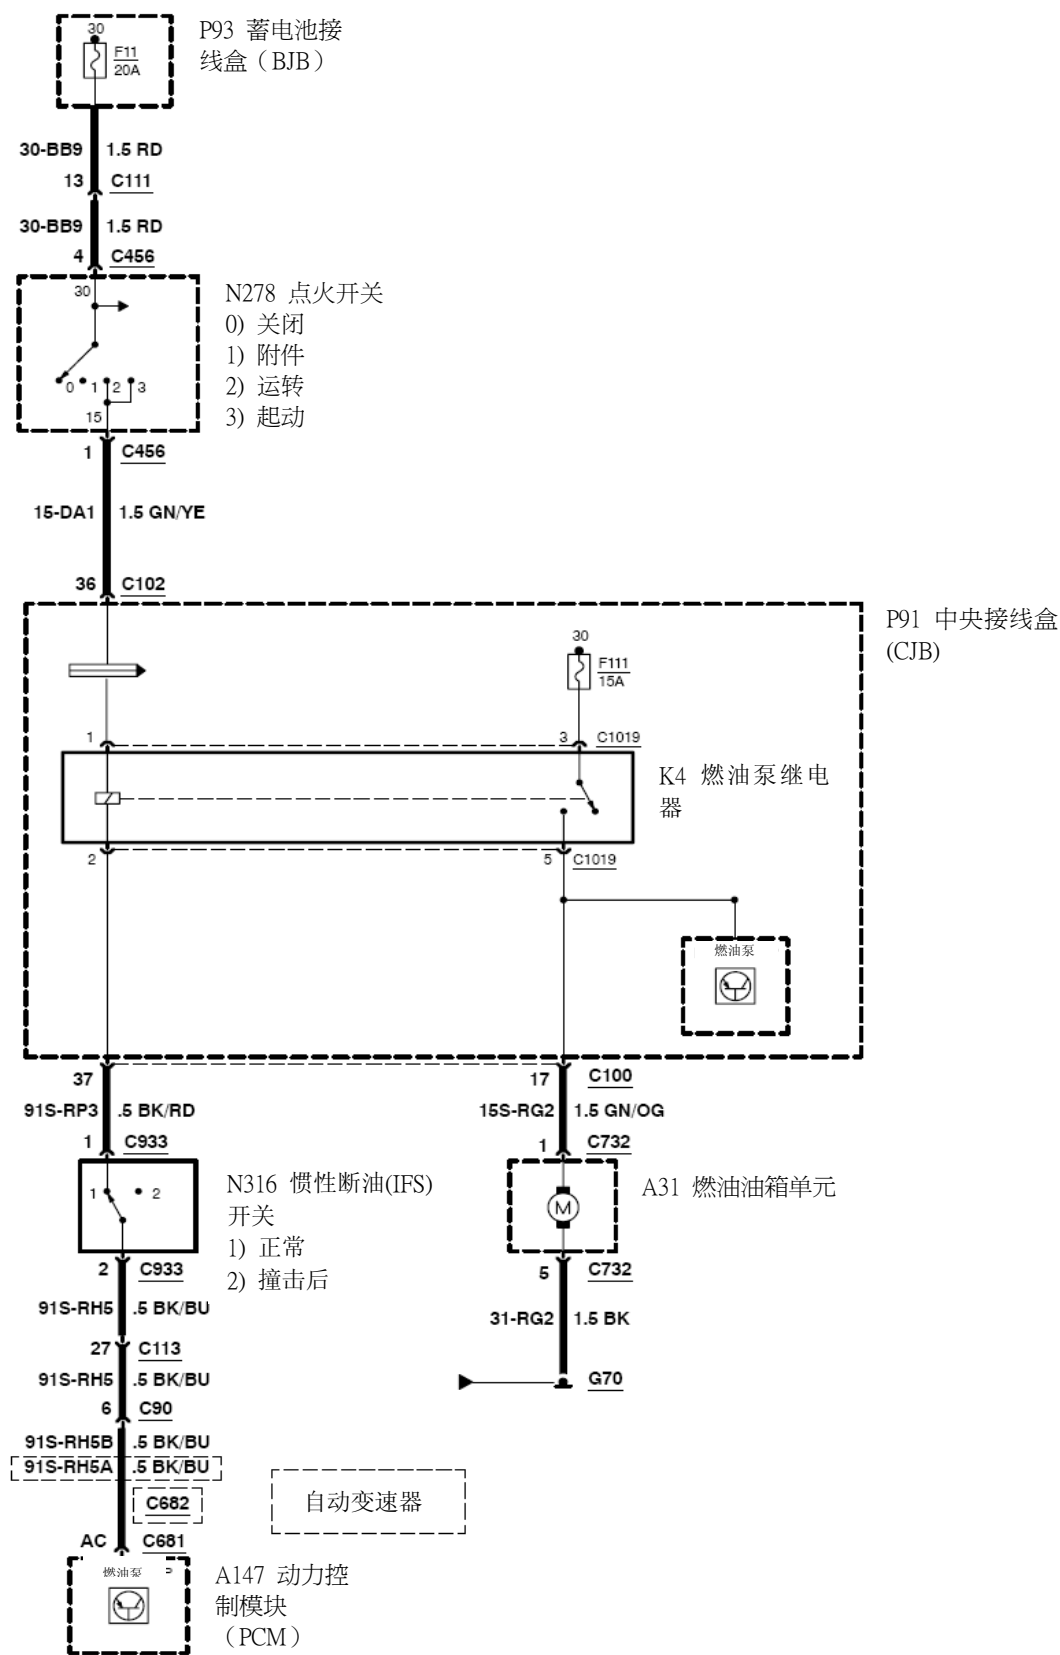 30
F11
20A
P93 蓄电池接
线盒（BJB）
30-BB9 1.5 RD
13 C111
30-BB9 1.5 RD
4 C456
30
0 1 2 3
15
N278 点火开关
0) 关闭
1) 附件
2) 运转
3) 起动
1 C456
15-DA1 1.5 GN/YE
36 C102
P91 中央接线盒
(CJB)
30
F111
15A
1 3 C1019
K4 燃油泵继电
器
2 5 C1019
燃油泵
37 17 C100
91S-RP3 .5 BK/RD 15S-RG2 1.5 GN/OG
1 C933 1 C732
1 2
N316 惯性断油(IFS)
开关
1) 正常
2) 撞击后
M
A31 燃油油箱单元
2 C933 5 C732
91S-RH5 .5 BK/BU 31-RG2 1.5 BK
27 C113
91S-RH5 .5 BK/BU G70
6 C90
91S-RH5B .5 BK/BU
91S-RH5A .5 BK/BU
C682
自动变速器
AC C681
燃油泵
A147 动力控
制模块
（PCM）